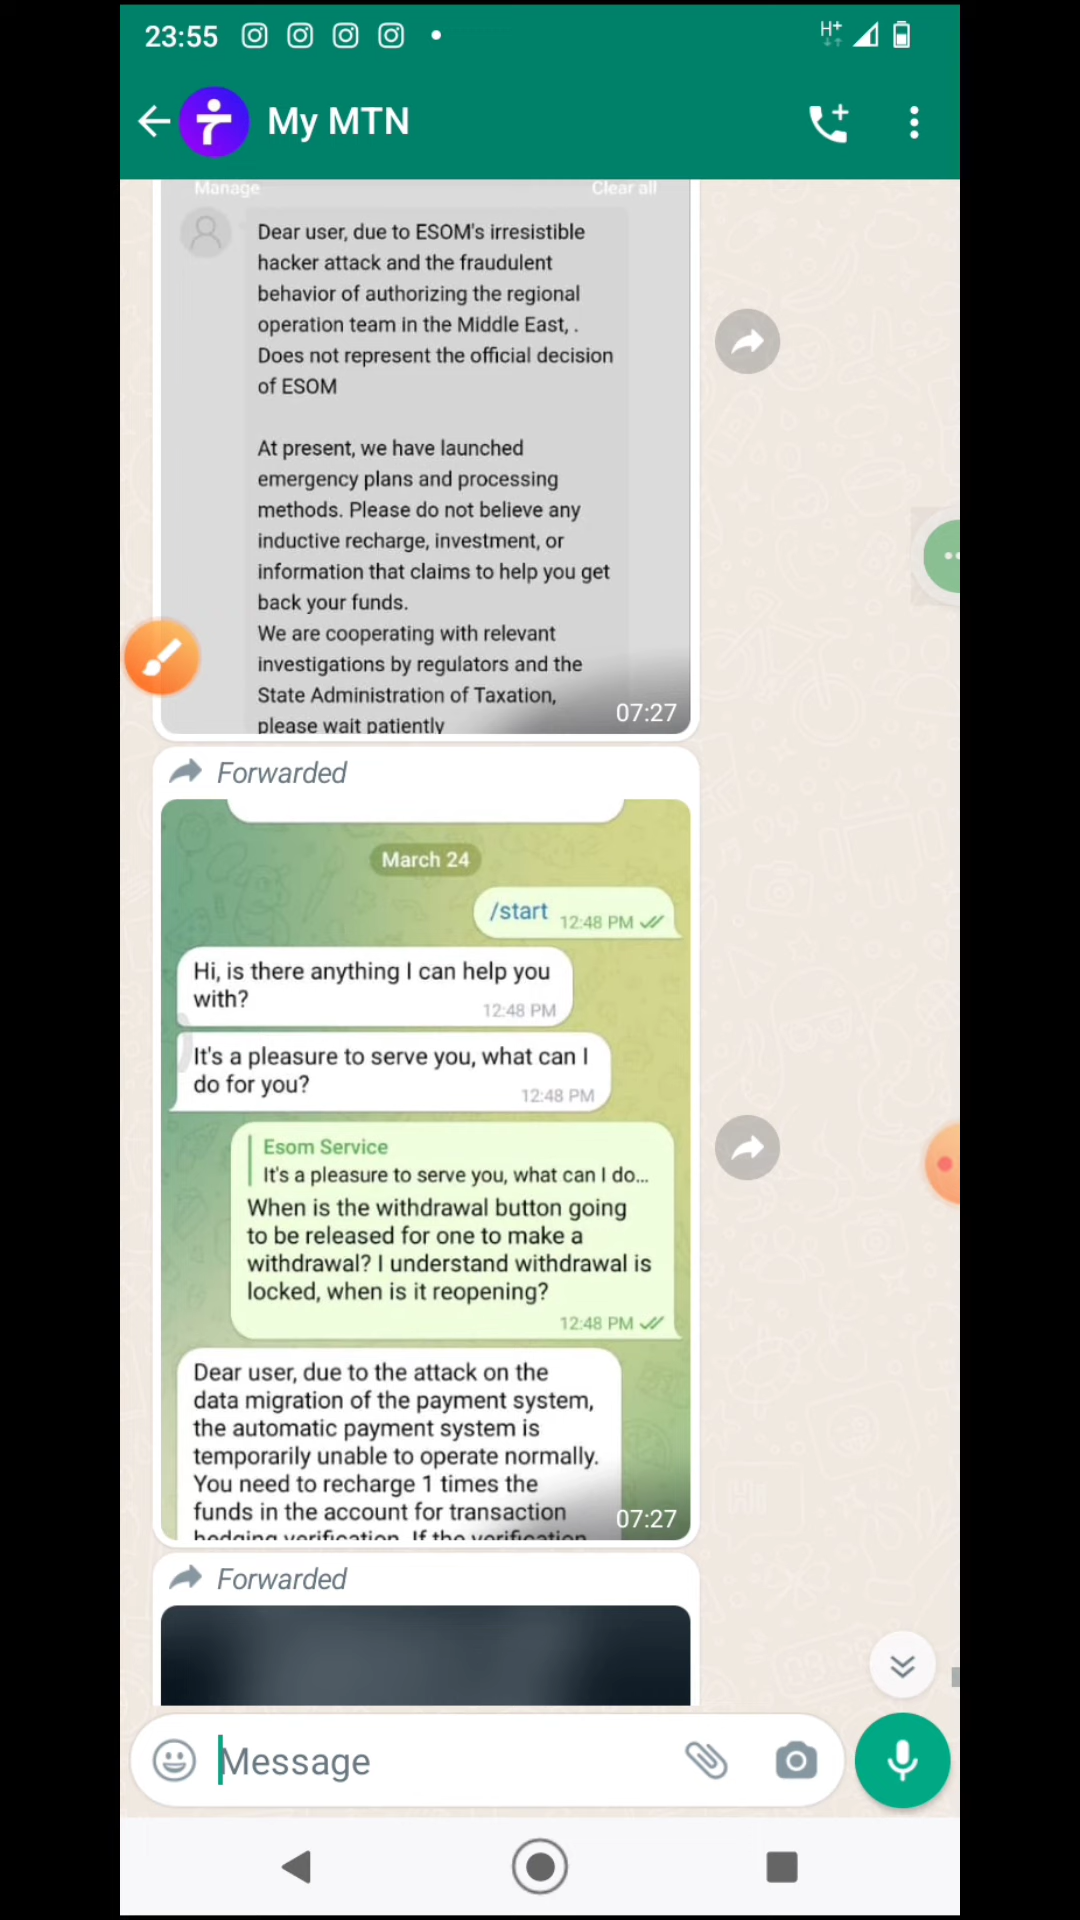 23:55
H+
My MTN
Manage
Clear all
Dear user, due to ESOM's irresistible
hacker attack and the fraudulent
behavior of authorizing the regional
operation team in the Middle East, .
Does not represent the official decision
of ESOM
At present, we have launched
emergency plans and processing
methods. Please do not believe any
inductive recharge, investment, or
information that claims to help you get
back your funds.
We are cooperating with relevant
investigations by regulators and the
State Administration of Taxation,
please wait patiently
07:27
Forwarded
March 24
/start 12:48 PM
Hi, is there anything I can help you
with?
12:48 PM
It's a pleasure to serve you, what can I
do for you?
12:48 PM
Esom Service
It's a pleasure to serve you, what can I do...
When is the withdrawal button going
to be released for one to make a
withdrawal? I understand withdrawal is
locked, when is it reopening?
12:48 PM
Dear user, due to the attack on the
data migration of the payment system,
the automatic payment system is
temporarily unable to operate normally.
You need to recharge 1 times the
funds in the account for transaction
hedging verification. If the verification
07:27
Forwarded
Message